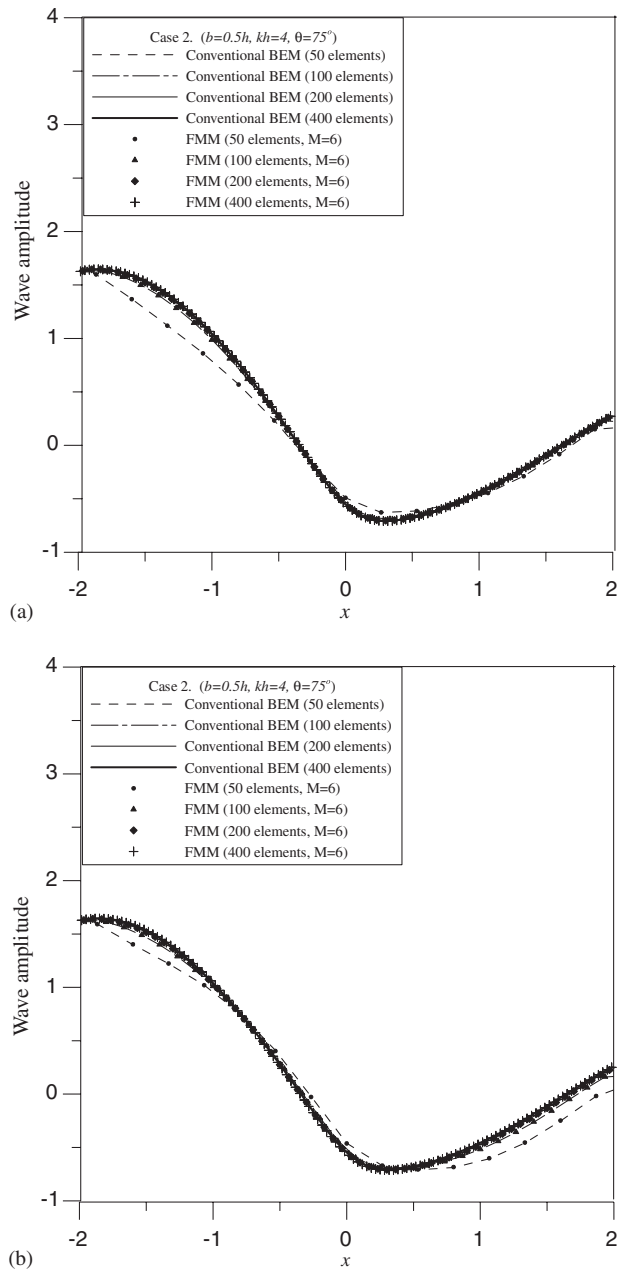 4
Case 2. (b=0.5h, kh=4, θ=75°)
Conventional BEM (50 elements)
Conventional BEM (100 elements)
Conventional BEM (200 elements)
3
Conventional BEM (400 elements)
FMM (50 elements, M=6)
FMM (100 elements, M=6)
FMM (200 elements, M=6)
FMM (400 elements, M=6)
2
Wave amplitude
1
0
-1
-2
-1
0
1
2
(a)
x
4
Case 2. (b=0.5h, kh=4, θ=75°)
Conventional BEM (50 elements)
Conventional BEM (100 elements)
Conventional BEM (200 elements)
3
Conventional BEM (400 elements)
FMM (50 elements, M=6)
FMM (100 elements, M=6)
FMM (200 elements, M=6)
FMM (400 elements, M=6)
2
Wave amplitude
1
0
-1
-2
-1
0
1
2
(b)
x